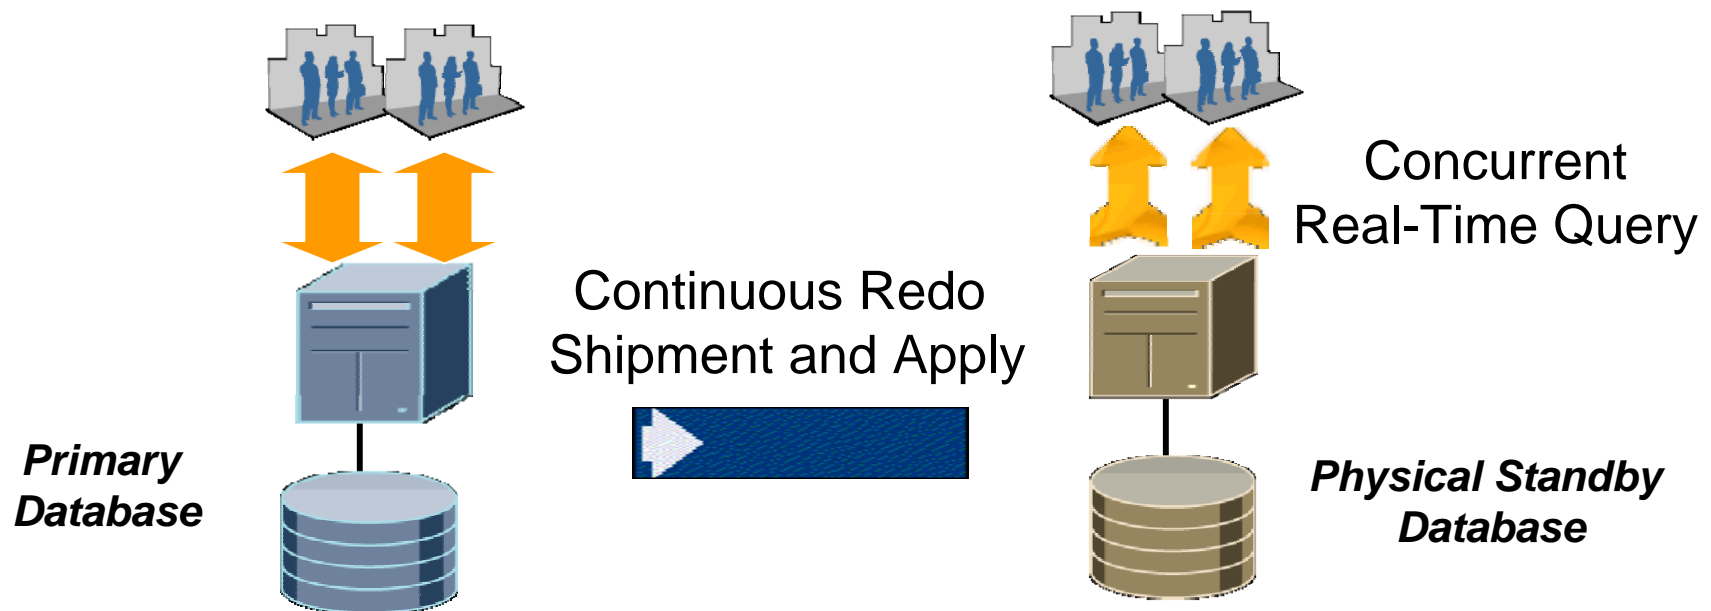 Concurrent
Real-Time Query
Continuous Redo
Shipment and Apply
Primary
Database
Physical Standby
Database